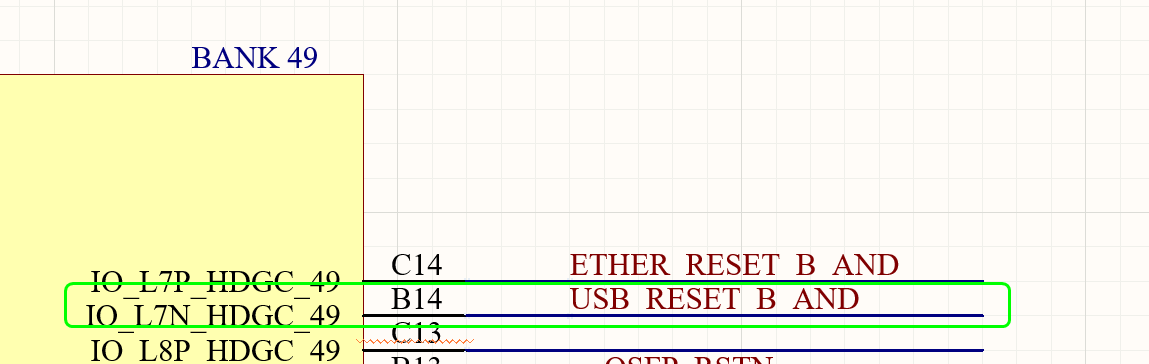 BANK 49
IO_L7P_HDGC_49 C14 ETHER_RESET_B_AND
IO_L7N_HDGC_49 B14 USB_RESET_B_AND
IO_L8P_HDGC_49 C13